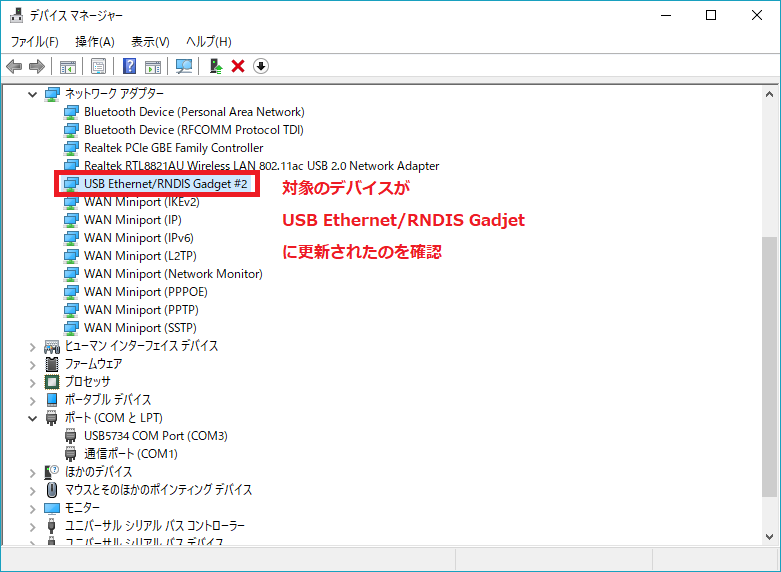 デバイス マネージャー
ファイル(F) 操作(A) 表示(V) ヘルプ(H)
ネットワーク アダプター
Bluetooth Device (Personal Area Network)
Bluetooth Device (RFCOMM Protocol TDI)
Realtek PCIe GBE Family Controller
Realtek RTL8821AU Wireless LAN 802.11ac USB 2.0 Network Adapter
USB Ethernet/RNDIS Gadget #2
対象のデバイスが
WAN Miniport (IKEv2)
WAN Miniport (IP)
USB Ethernet/RNDIS Gadjet
WAN Miniport (IPv6)
WAN Miniport (L2TP)
に更新されたのを確認
WAN Miniport (Network Monitor)
WAN Miniport (PPPOE)
WAN Miniport (PPTP)
WAN Miniport (SSTP)
ヒューマン インターフェイス デバイス
ファームウェア
プロセッサ
ポータブル デバイス
ポート (COM と LPT)
USB5734 COM Port (COM3)
通信ポート (COM1)
ほかのデバイス
マウスとそのほかのポインティング デバイス
モニター
ユニバーサル シリアル バス コントローラー
ユニバーサル シリアル バス デバイス